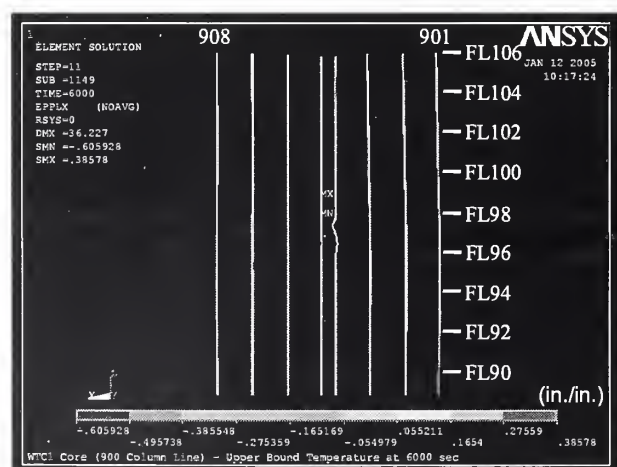 1
ELEMENT SOLUTION
STEP=11
SUB =1149
TIME=6000
EPPLX (NOAVG)
RSYS=0
DMX =36.227
SMN =-.605928
SMX =.38578
908
901
ANSYS
JAN 12 2005
10:17:24
FL106
FL104
FL102
FL100
MX
FL98
MN
FL96
FL94
FL92
FL90
(in./in.)
-.605928 -.385548 -.165169 .055211 .27559
-.495738 -.275359 -.054979 .1654 .38578
WTC1 Core (900 Column Line) - Upper Bound Temperature at 6000 sec